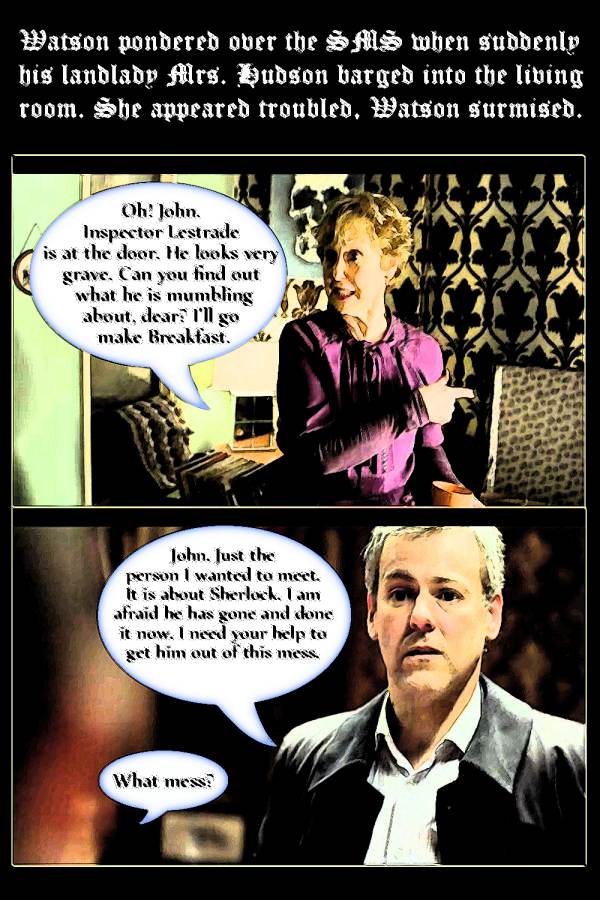 Watson pondered over the SMS when suddenly
his landlady Mrs. Hudson barged into the living
room. She appeared troubled, Watson surmised.
Oh! John.
Inspector Lestrade
is at the door. He looks very
grave. Can you find out
what he is mumbling
about, dear? I'll go
make Breakfast.
John. Just the
person I wanted to meet.
It is about Sherlock. I am
afraid he has gone and done
it now. I need your help to
get him out of this mess.
What mess?